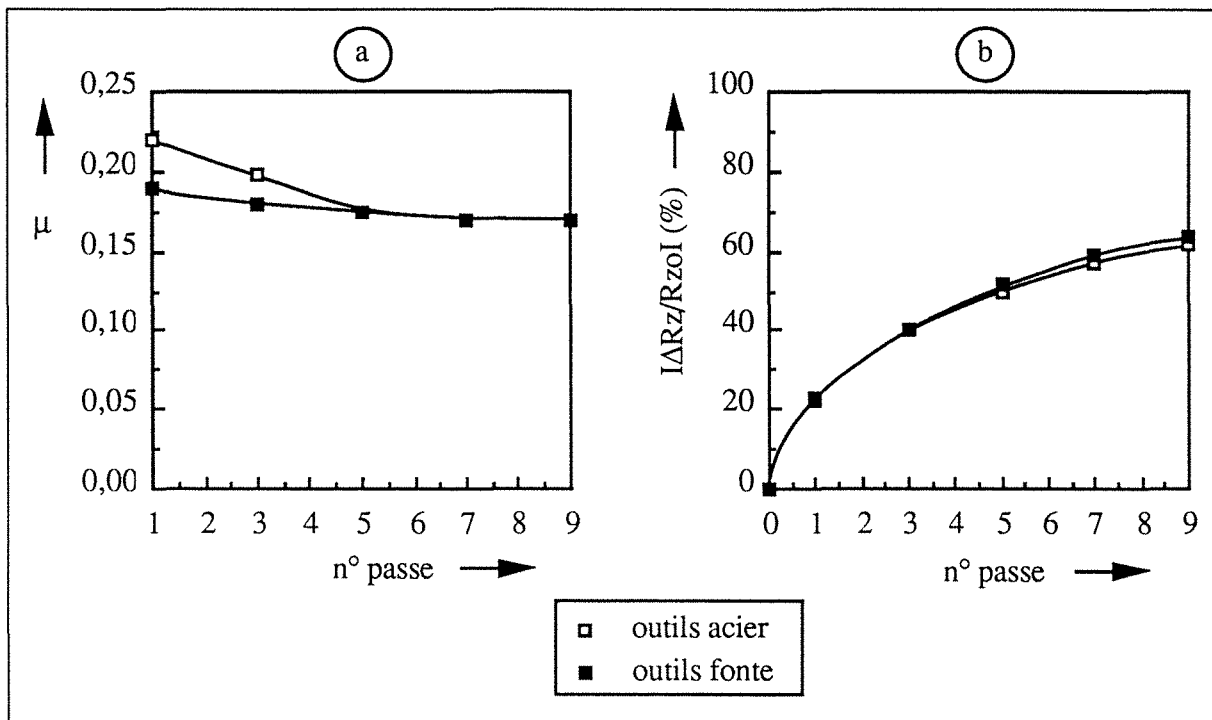 a
0,25
0,20
0,15
0,10
0,05
0,00
µ
1 2 3 4 5 6 7 8 9
n° passe
b
100
80
60
40
20
0
IΔRz/RzoI (%)
0 1 2 3 4 5 6 7 8 9
n° passe
outils acier
outils fonte